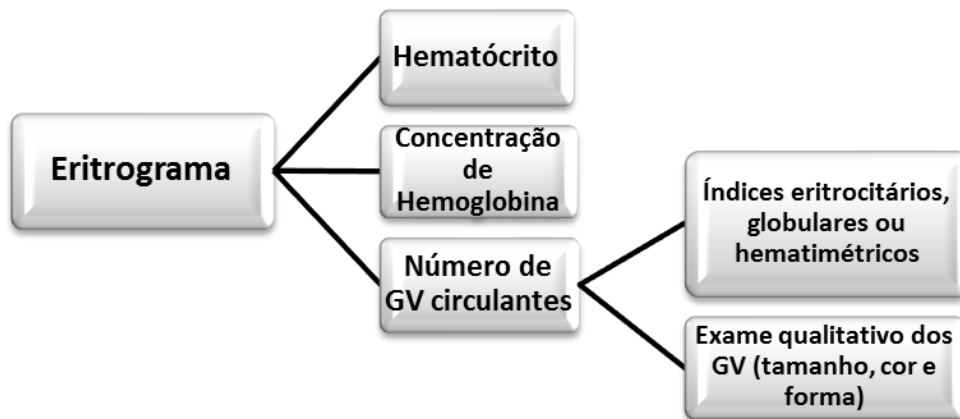 Eritrograma
Hematócrito
Concentração
de
Hemoglobina
Número de
GV circulantes
Índices eritrocitários,
globulares ou
hematimétricos
Exame qualitativo dos
GV (tamanho, cor e
forma)